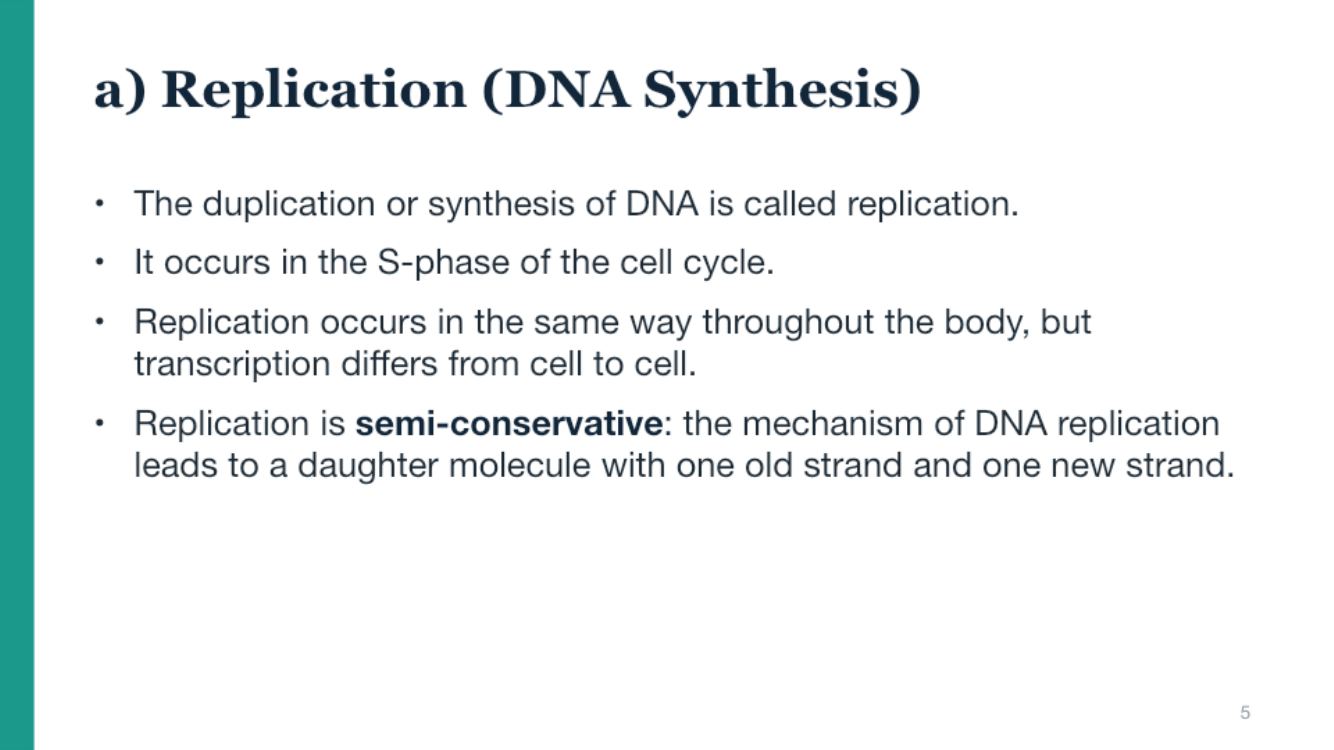 a) Replication (DNA Synthesis)
• The duplication or synthesis of DNA is called replication.
• It occurs in the S-phase of the cell cycle.
• Replication occurs in the same way throughout the body, but
transcription differs from cell to cell.
• Replication is semi-conservative: the mechanism of DNA replication
leads to a daughter molecule with one old strand and one new strand.
5